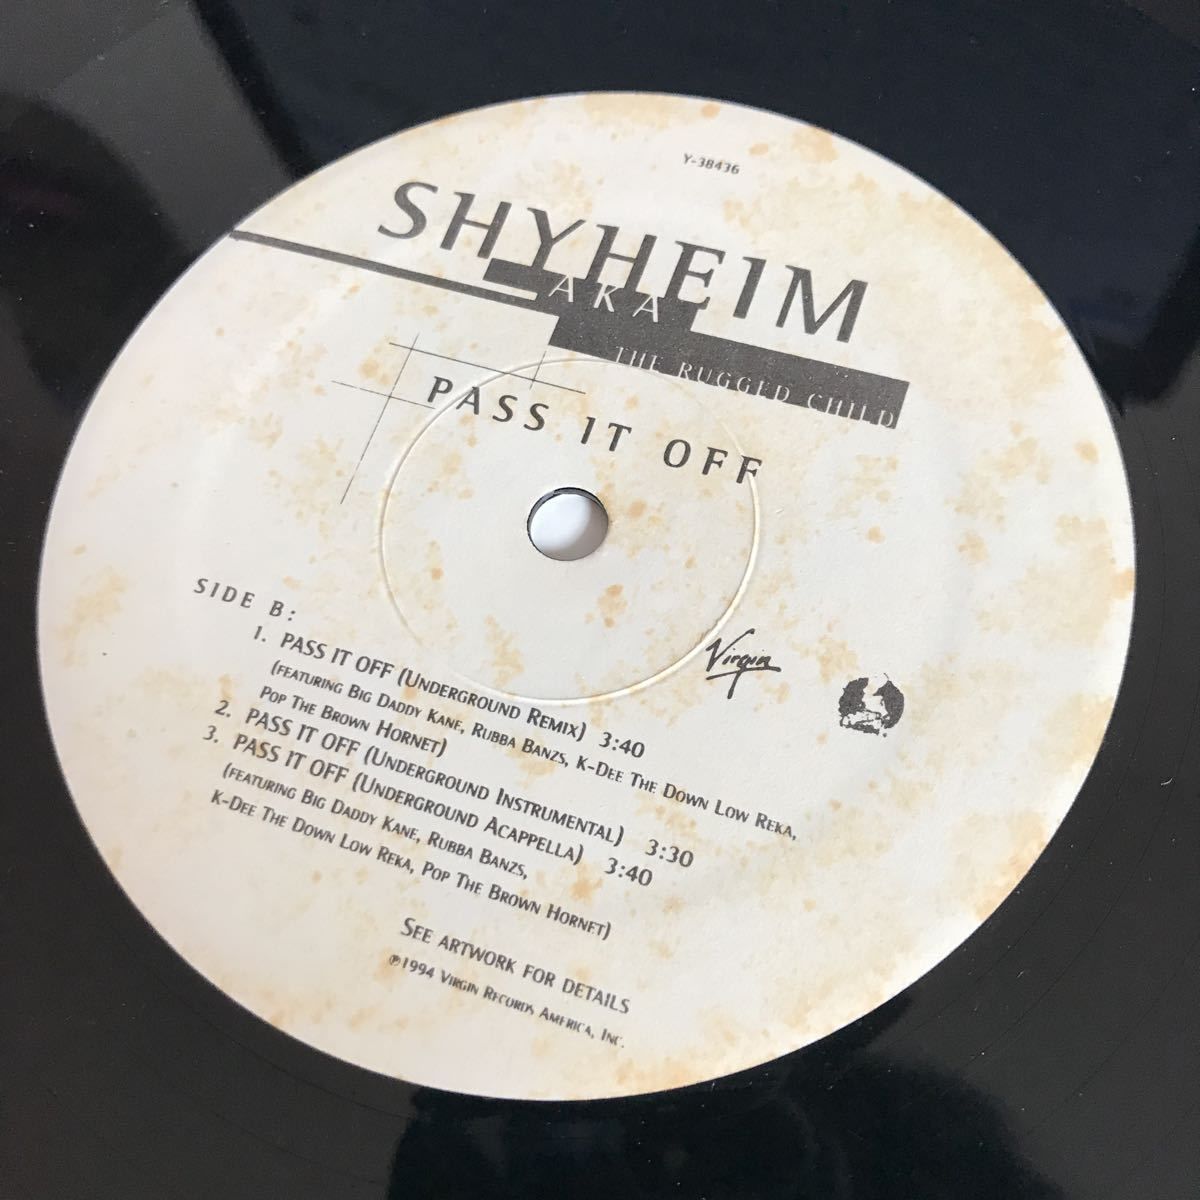 Y-38436
SHYHEIM
AKA
THE RUGGED CHILD
PASS IT OFF
SIDE B:
1. PASS IT OFF (UNDERGROUND REMIX) 3:40
(FEATURING BIG DADDY KANE, RUBBA BANZS, K-DEE THE DOWN LOW REKA,
POP THE BROWN HORNET)
2. PASS IT OFF (UNDERGROUND INSTRUMENTAL) 3:30
3. PASS IT OFF (UNDERGROUND ACAPPELLA) 3:40
(FEATURING BIG DADDY KANE, RUBBA BANZS,
K-DEE THE DOWN LOW REKA, POP THE BROWN HORNET)
Virgin
SEE ARTWORK FOR DETAILS
℗1994 VIRGIN RECORDS AMERICA, INC.